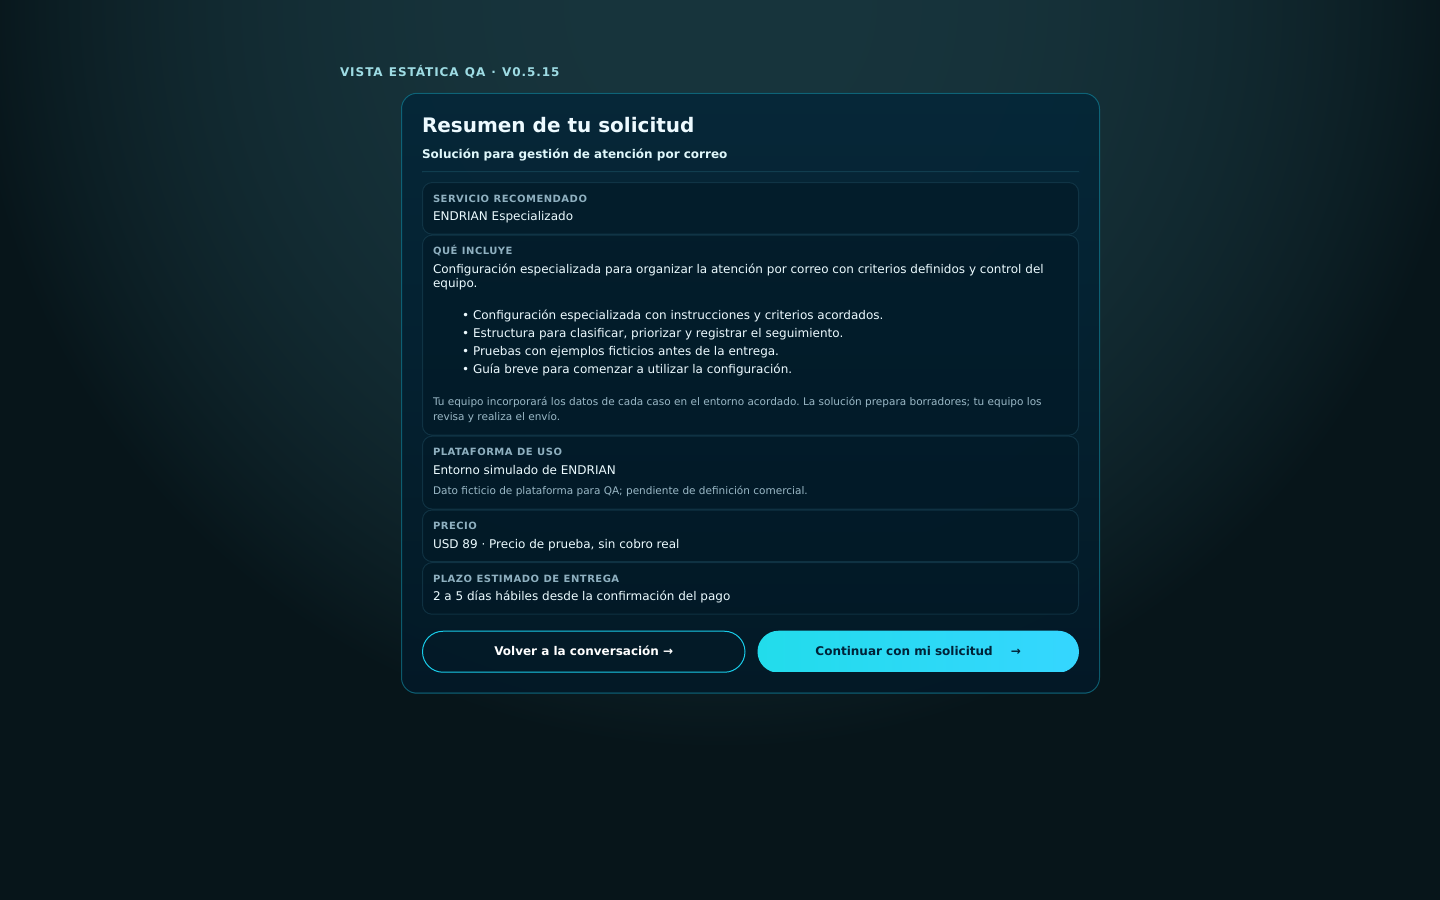 VISTA ESTÁTICA QA · V0.5.15
Resumen de tu solicitud
Solución para gestión de atención por correo
SERVICIO RECOMENDADO
ENDRIAN Especializado
QUÉ INCLUYE
Configuración especializada para organizar la atención por correo con criterios definidos y control del
equipo.
• Configuración especializada con instrucciones y criterios acordados.
• Estructura para clasificar, priorizar y registrar el seguimiento.
• Pruebas con ejemplos ficticios antes de la entrega.
• Guía breve para comenzar a utilizar la configuración.
Tu equipo incorporará los datos de cada caso en el entorno acordado. La solución prepara borradores; tu equipo los
revisa y realiza el envío.
PLATAFORMA DE USO
Entorno simulado de ENDRIAN
Dato ficticio de plataforma para QA; pendiente de definición comercial.
PRECIO
USD 89 · Precio de prueba, sin cobro real
PLAZO ESTIMADO DE ENTREGA
2 a 5 días hábiles desde la confirmación del pago
Volver a la conversación →
Continuar con mi solicitud →